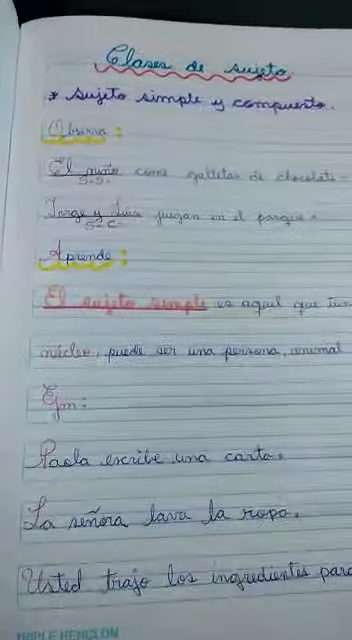 Clases de sujeto
* Sujeto simple y compuesto.
Observa:
El niño come galletas de chocolate
S.S.
Jorge y Luis juegan en el parque.
S.C.
Aprende:
El sujeto simple es aquel que
núcleo, puede ser una persona, animal
Ejm:
Paola escribe una carta.
La señora lava la ropa.
Usted trajo los ingredientes para
TRIPLE RENGLON